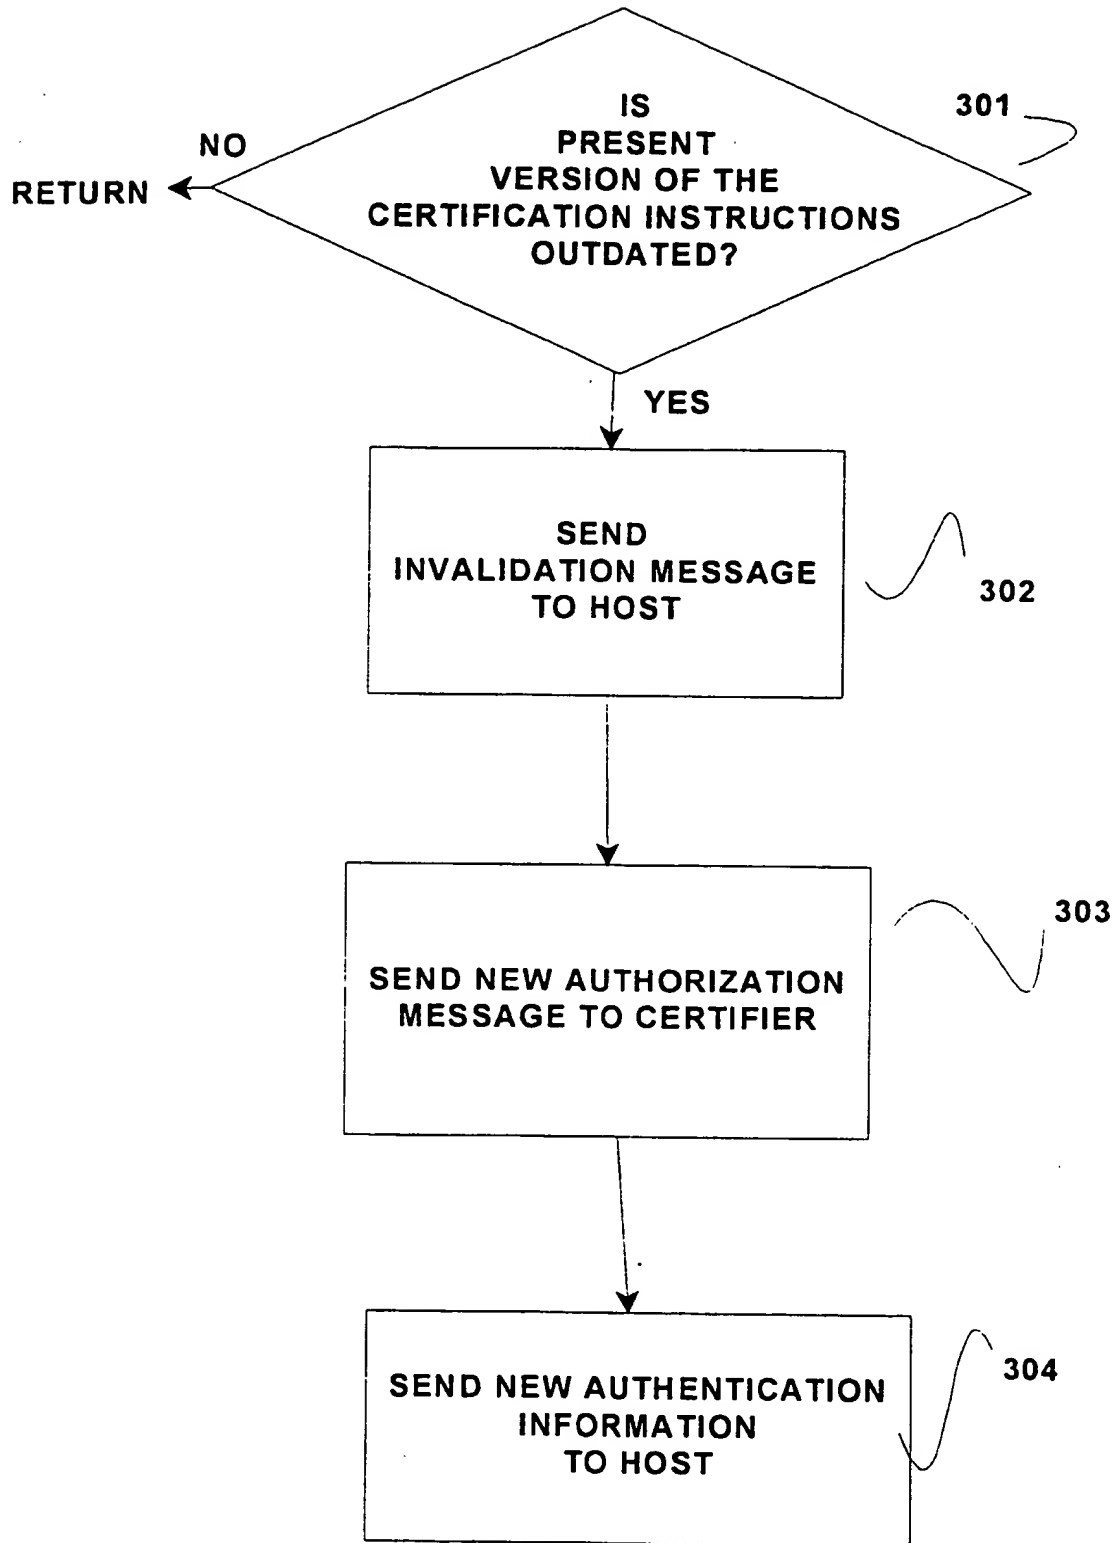 IS
PRESENT
VERSION OF THE
CERTIFICATION INSTRUCTIONS
OUTDATED?
301
NO
RETURN
YES
SEND
INVALIDATION MESSAGE
TO HOST
302
SEND NEW AUTHORIZATION
MESSAGE TO CERTIFIER
303
SEND NEW AUTHENTICATION
INFORMATION
TO HOST
304